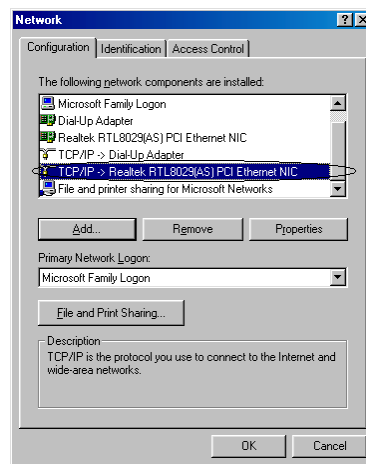 Network
Configuration Identification Access Control
The following network components are installed:
Microsoft Family Logon
Dial-Up Adapter
Realtek RTL8029(AS) PCI Ethernet NIC
TCP/IP -> Dial-Up Adapter
TCP/IP -> Realtek RTL8029(AS) PCI Ethernet NIC
File and printer sharing for Microsoft Networks
Add... Remove Properties
Primary Network Logon:
Microsoft Family Logon
File and Print Sharing...
Description
TCP/IP is the protocol you use to connect to the Internet and
wide-area networks.
OK Cancel